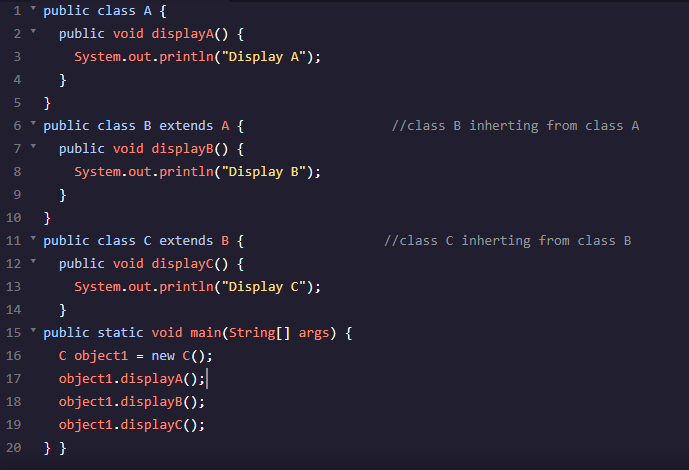 1 public class A {
2 public void displayA() {
3 System.out.println("Display A");
4 }
5 }
6 public class B extends A { //class B inherting from class A
7 public void displayB() {
8 System.out.println("Display B");
9 }
10 }
11 public class C extends B { //class C inherting from class B
12 public void displayC() {
13 System.out.println("Display C");
14 }
15 public static void main(String[] args) {
16 C object1 = new C();
17 object1.displayA();
18 object1.displayB();
19 object1.displayC();
20 } }